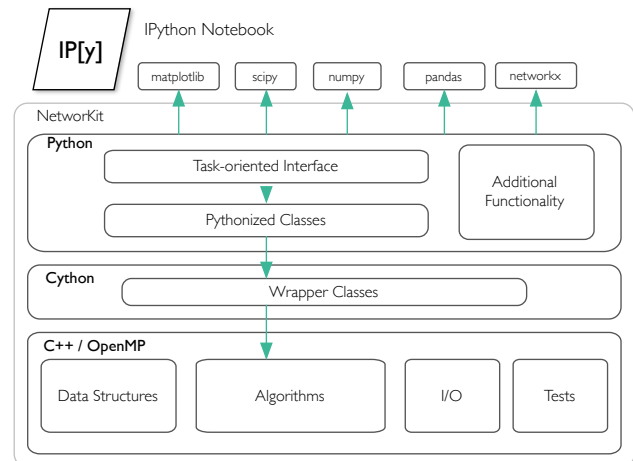 IP[y]
IPython Notebook
matplotlib
scipy
numpy
pandas
networkx
NetworKit
Python
Task-oriented Interface
Pythonized Classes
Additional
Functionality
Cython
Wrapper Classes
C++ / OpenMP
Data Structures
Algorithms
I/O
Tests